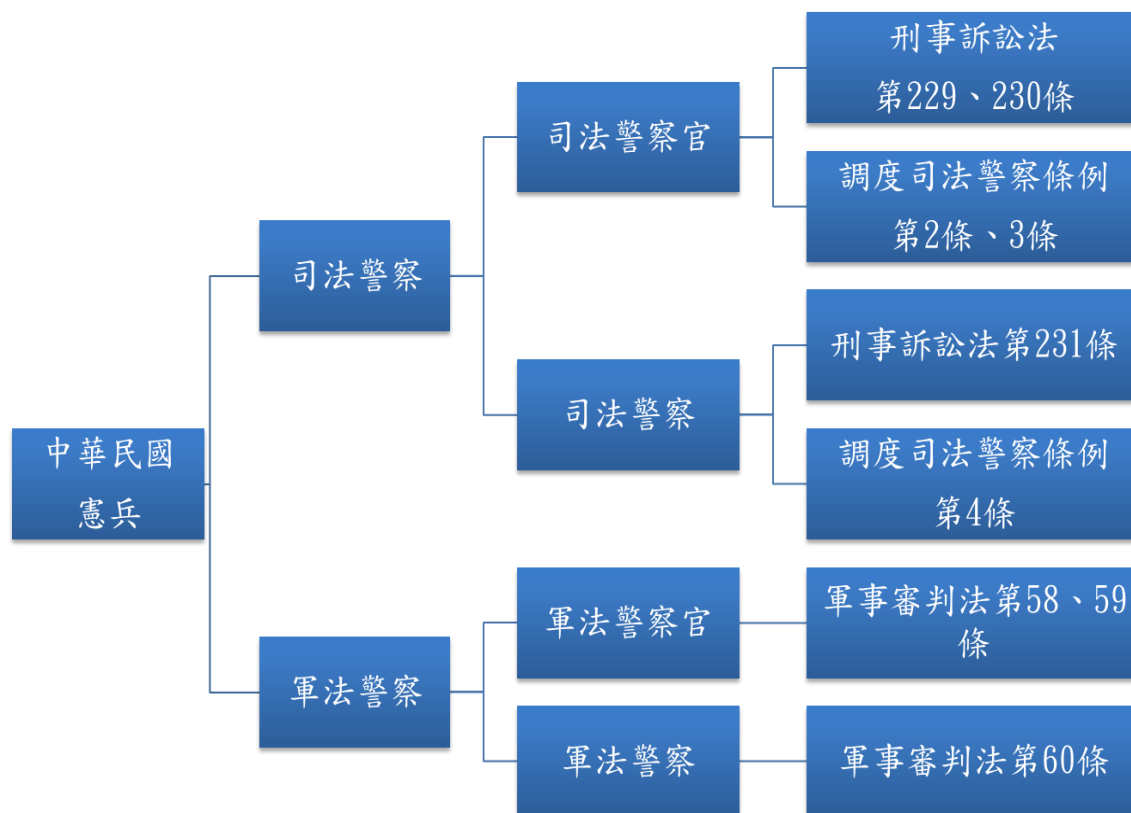 中華民國
憲兵
司法警察
司法警察官
刑事訴訟法
第229、230條
調度司法警察條例
第2條、3條
司法警察
刑事訴訟法第231條
調度司法警察條例
第4條
軍法警察
軍法警察官
軍事審判法第58、59
條
軍法警察
軍事審判法第60條